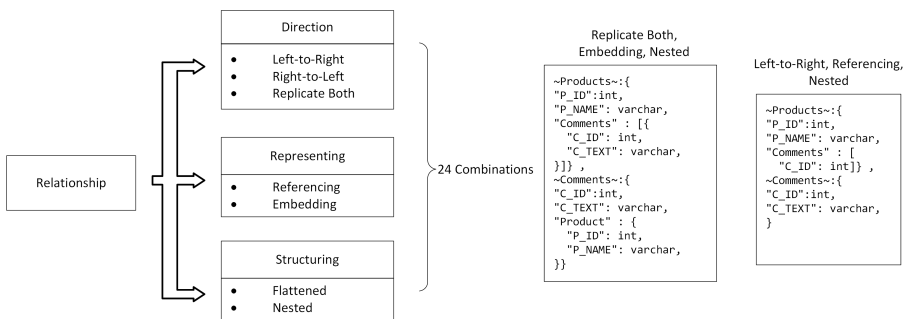 Relationship
Direction
• Left-to-Right
• Right-to-Left
• Replicate Both
Representing
• Referencing
• Embedding
Structuring
• Flattened
• Nested
24 Combinations
Replicate Both,
Embedding, Nested
~Products~:{
"P_ID":int,
"P_NAME": varchar,
"Comments" : [{
"C_ID": int,
"C_TEXT": varchar,
}]} ,
~Comments~:{
"C_ID":int,
"C_TEXT": varchar,
"Product" : {
"P_ID": int,
"P_NAME": varchar,
}}
Left-to-Right, Referencing,
Nested
~Products~:{
"P_ID":int,
"P_NAME": varchar,
"Comments" : [
"C_ID": int]} ,
~Comments~:{
"C_ID":int,
"C_TEXT": varchar,
}